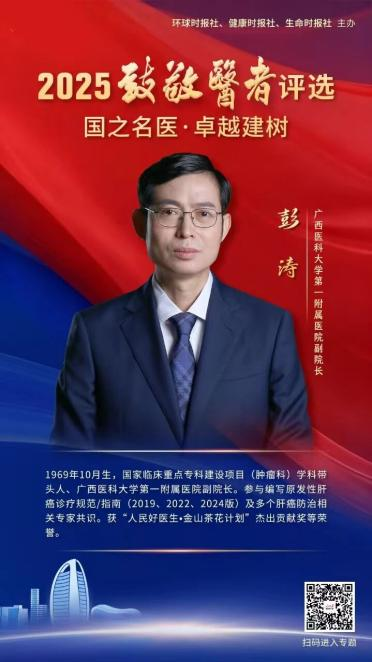 环球时报社、健康时报社、生命时报社 主办
2025致敬醫者评选
国之名医·卓越建树
彭涛
广西医科大学第一附属医院副院长
1969年10月生，国家临床重点专科建设项目（肿瘤科）学科带
头人、广西医科大学第一附属医院副院长。参与编写原发性肝
癌诊疗规范/指南（2019、2022、2024版）及多个肝癌防治相
关专家共识。获“人民好医生•金山茶花计划”杰出贡献奖等荣
誉。
扫码进入专题